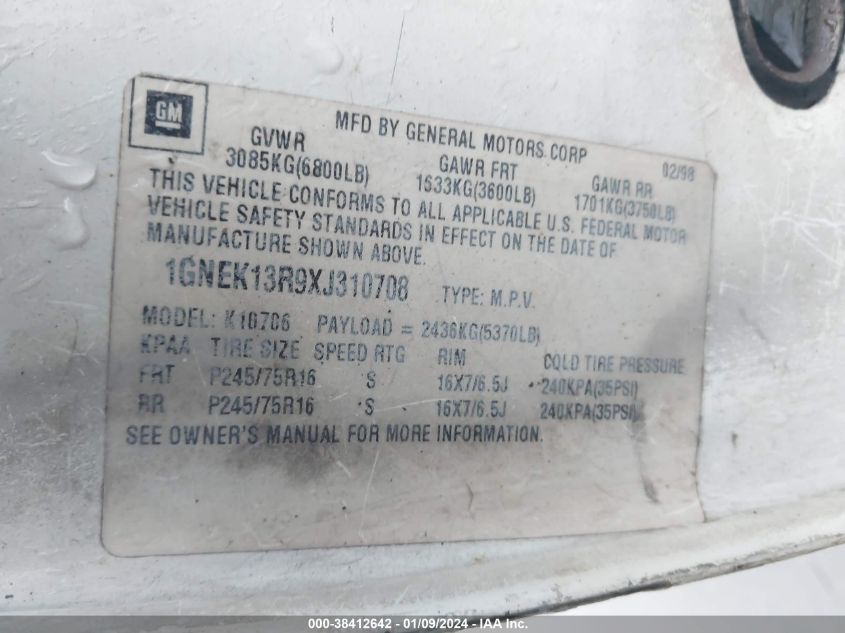 GM
MFD BY GENERAL MOTORS CORP 02/98
GVWR GAWR FRT GAWR RR
3085KG(6800LB) 1633KG(3600LB) 1701KG(3750LB)
THIS VEHICLE CONFORMS TO ALL APPLICABLE U.S. FEDERAL MOTOR
VEHICLE SAFETY STANDARDS IN EFFECT ON THE DATE OF
MANUFACTURE SHOWN ABOVE.
1GNEK13R9XJ310708 TYPE: M.P.V.
MODEL: K10706 PAYLOAD = 2436KG(5370LB)
KPAA TIRE SIZE SPEED RTG RIM COLD TIRE PRESSURE
FRT P245/75R16 S 16X7/6.5J 240KPA(35PSI)
RR P245/75R16 S 16X7/6.5J 240KPA(35PSI)
SEE OWNER'S MANUAL FOR MORE INFORMATION.
000-38412642 - 01/09/2024 - IAA Inc.